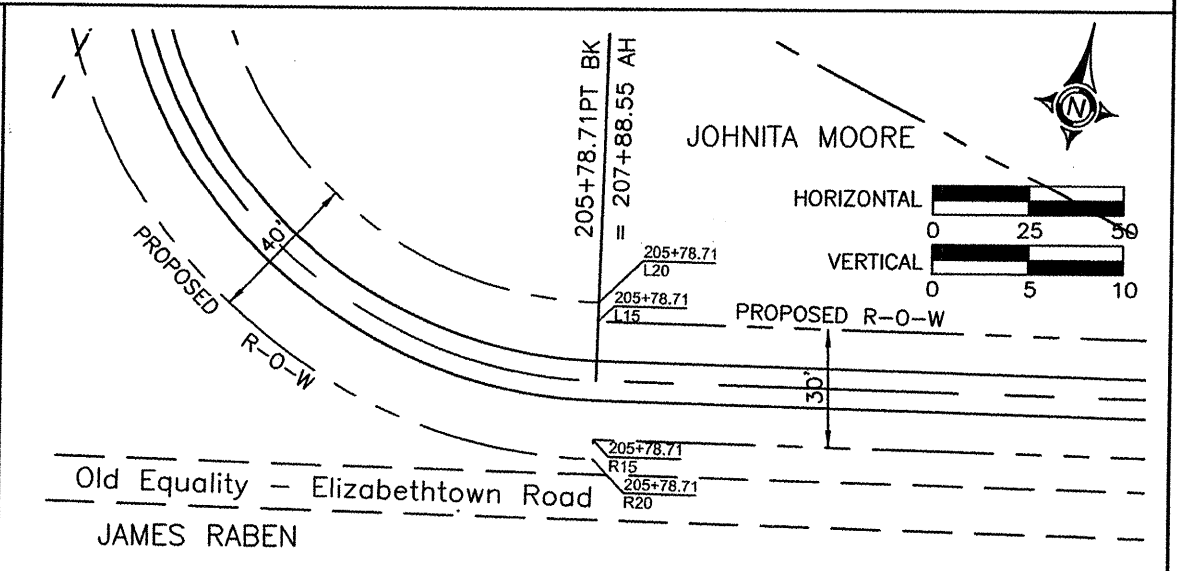 205+78.71PT BK
= 207+88.55 AH
JOHNITA MOORE
N
HORIZONTAL
0 25 50
VERTICAL
0 5 10
PROPOSED
R-O-W
40'
205+78.71
L20
205+78.71
L15
PROPOSED R-O-W
30'
205+78.71
R15
205+78.71
R20
Old Equality - Elizabethtown Road
JAMES RABEN